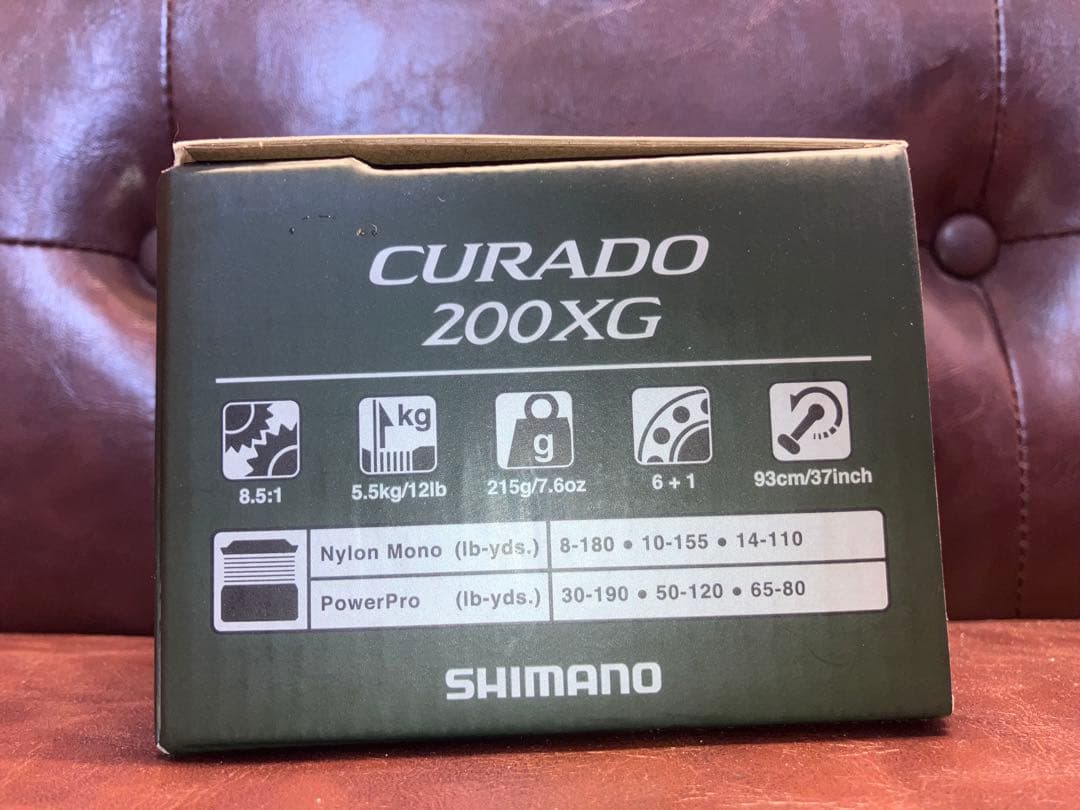 CURADO
200XG
kg
g
8.5:1 5.5kg/12lb 215g/7.6oz 6+1 93cm/37inch
Nylon Mono (lb-yds.) 8-180 • 10-155 • 14-110
PowerPro (lb-yds.) 30-190 • 50-120 • 65-80
SHIMANO